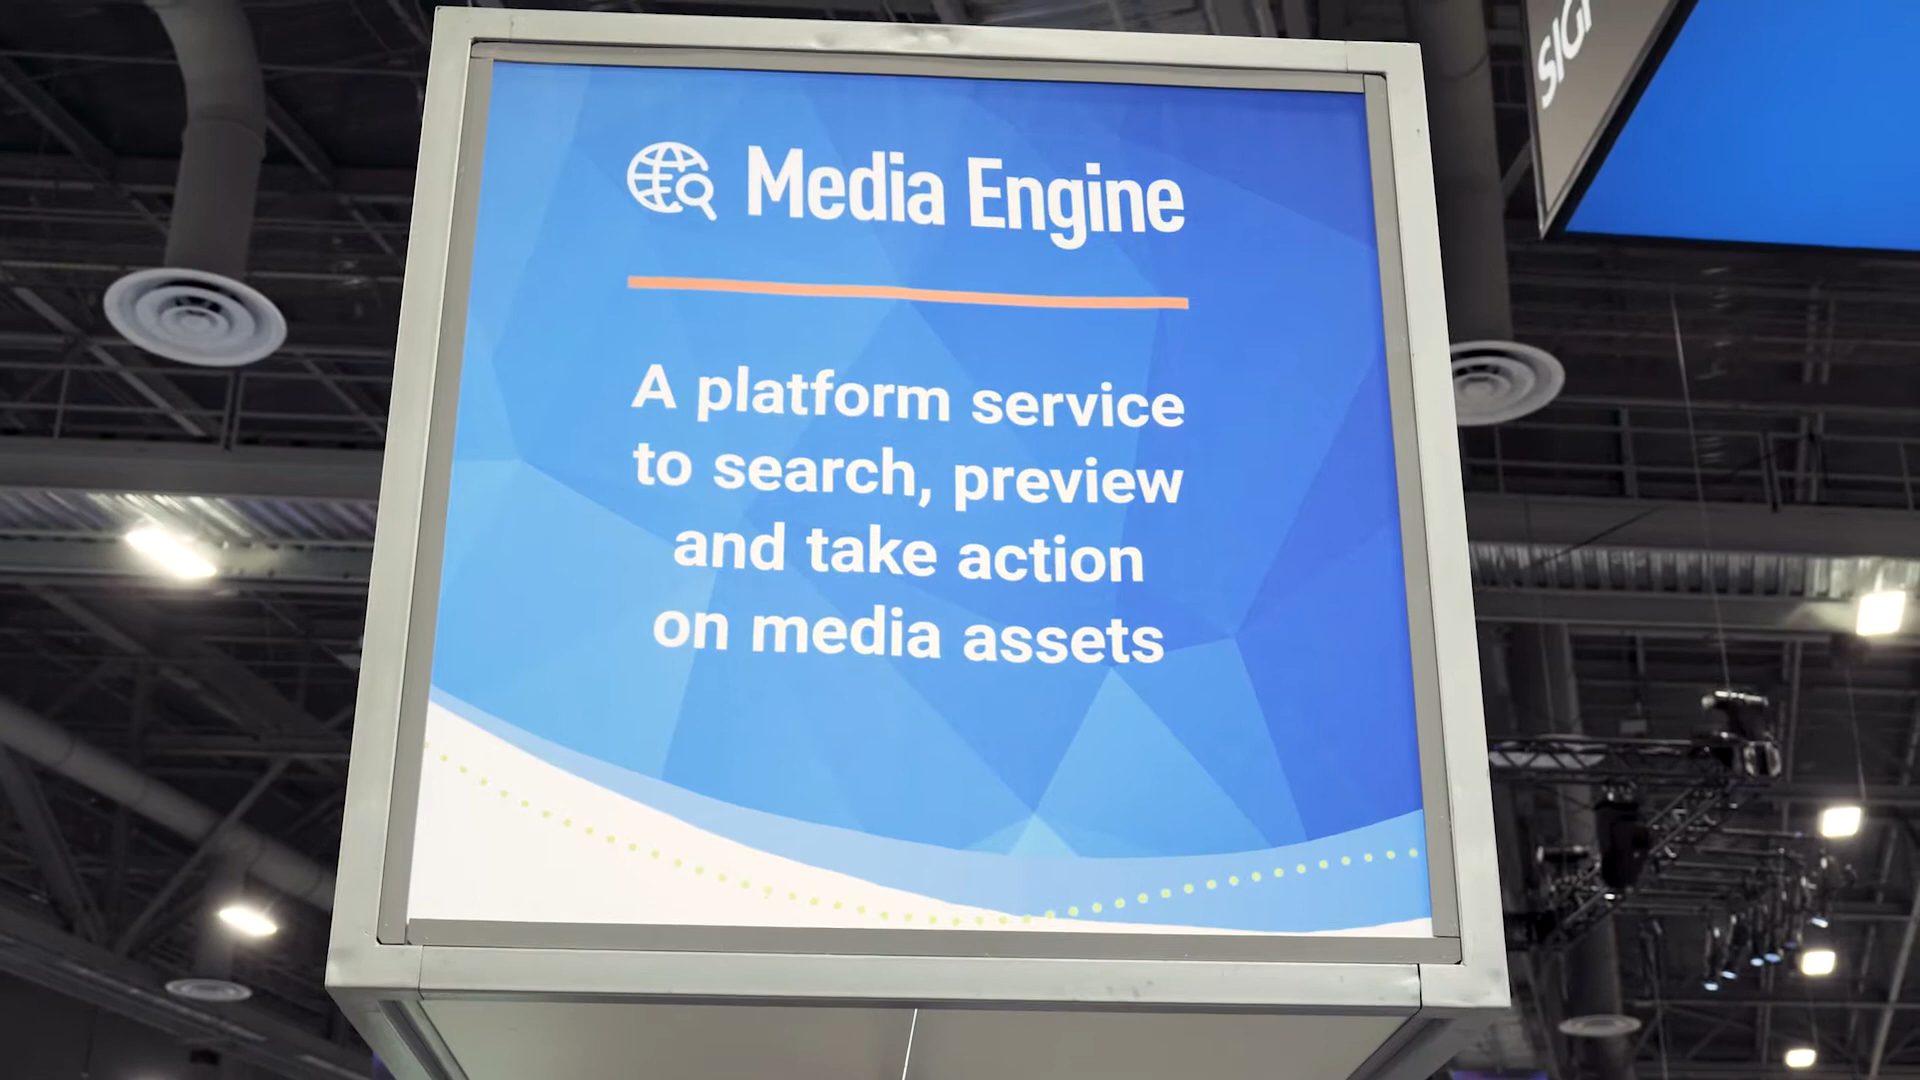 Media Engine
A platform service
to search, preview
and take action
on media assets